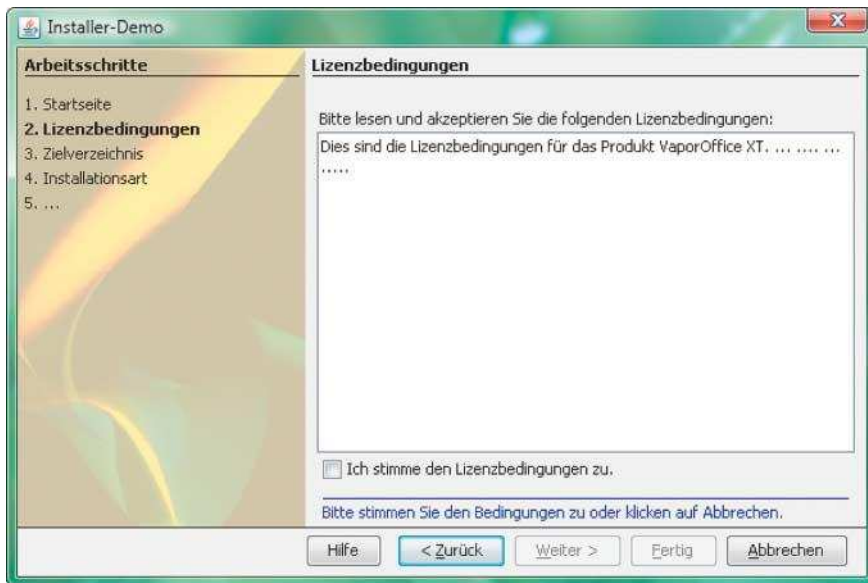 Installer-Demo
Arbeitsschritte
1. Startseite
2. Lizenzbedingungen
3. Zielverzeichnis
4. Installationsart
5. ...
Lizenzbedingungen
Bitte lesen und akzeptieren Sie die folgenden Lizenzbedingungen:
Dies sind die Lizenzbedingungen für das Produkt VaporOffice XT. ... .... ...
.....
Ich stimme den Lizenzbedingungen zu.
Bitte stimmen Sie den Bedingungen zu oder klicken auf Abbrechen.
Hilfe
< Zurück
Weiter >
Fertig
Abbrechen